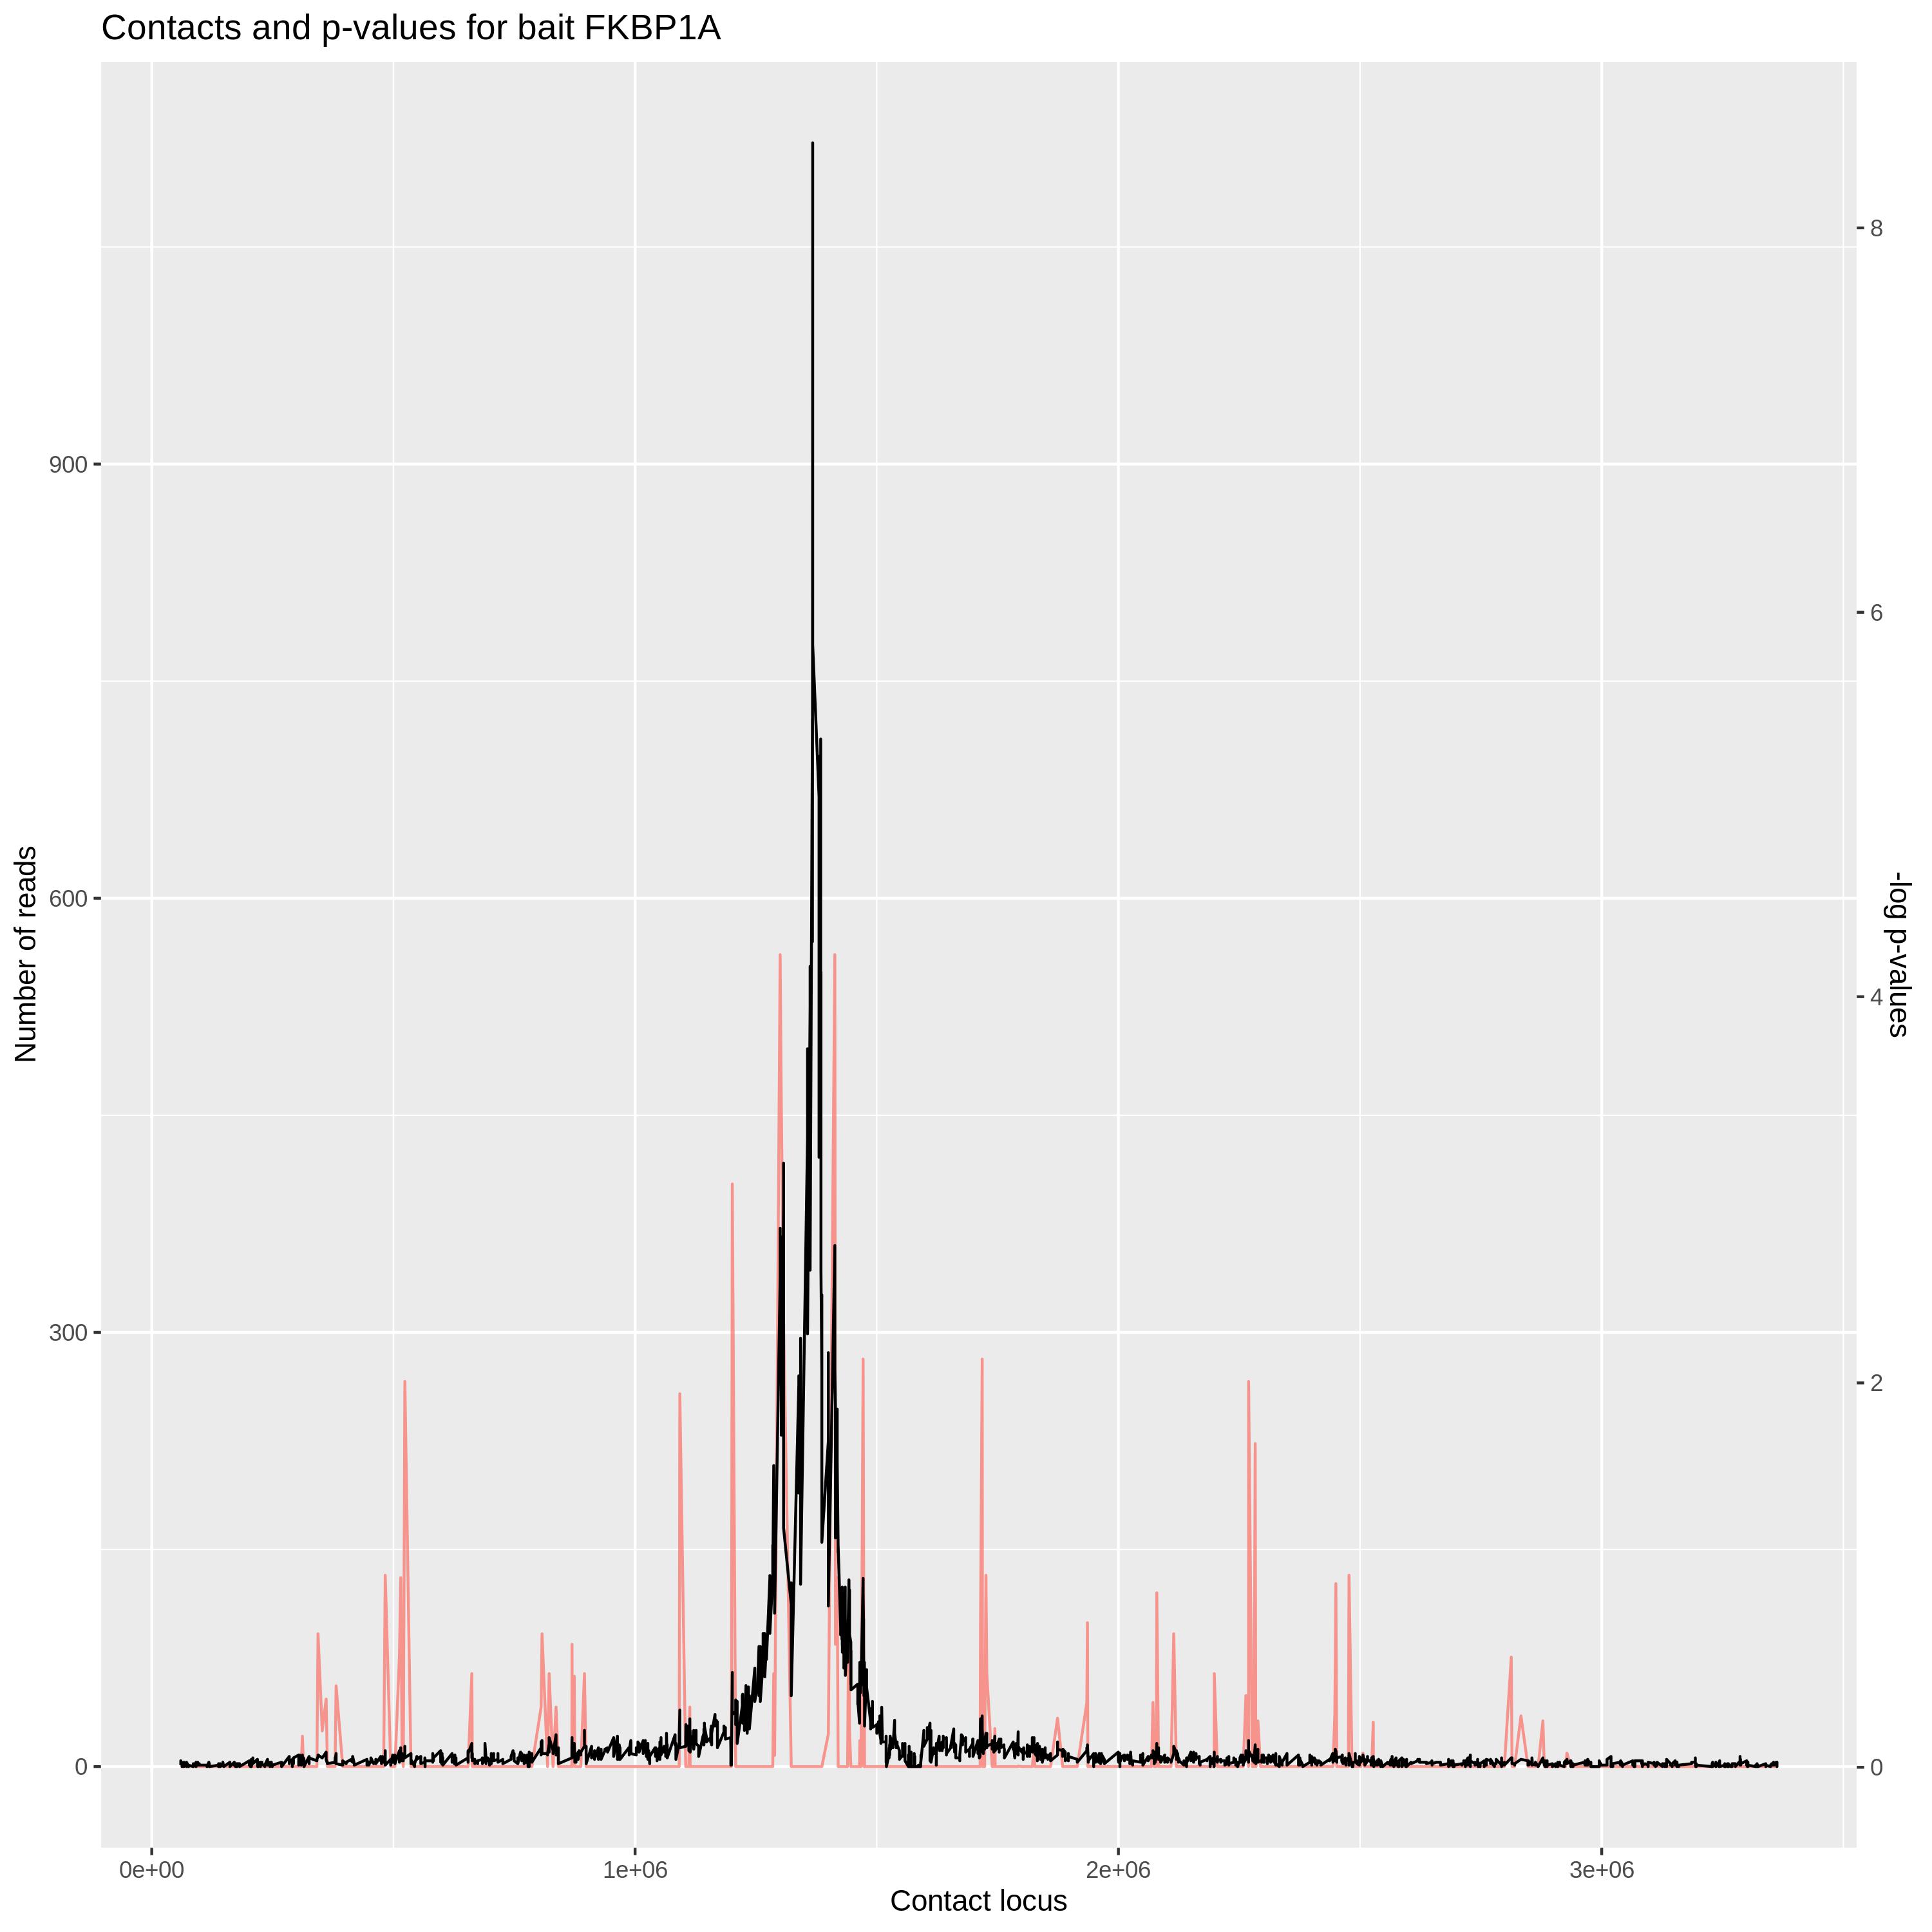 Contacts and p-values for bait FKBP1A
8
900
6
Number of reads
600
-log p-values
4
300
2
0
0
0e+00
1e+06
2e+06
3e+06
Contact locus